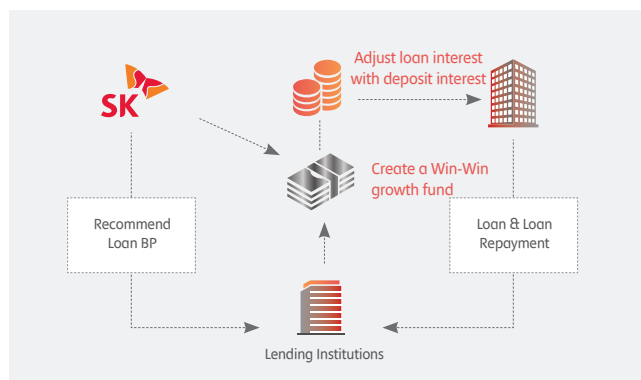 SK
Adjust loan interest
with deposit interest
Create a Win-Win
growth fund
Recommend
Loan BP
Loan & Loan
Repayment
Lending Institutions